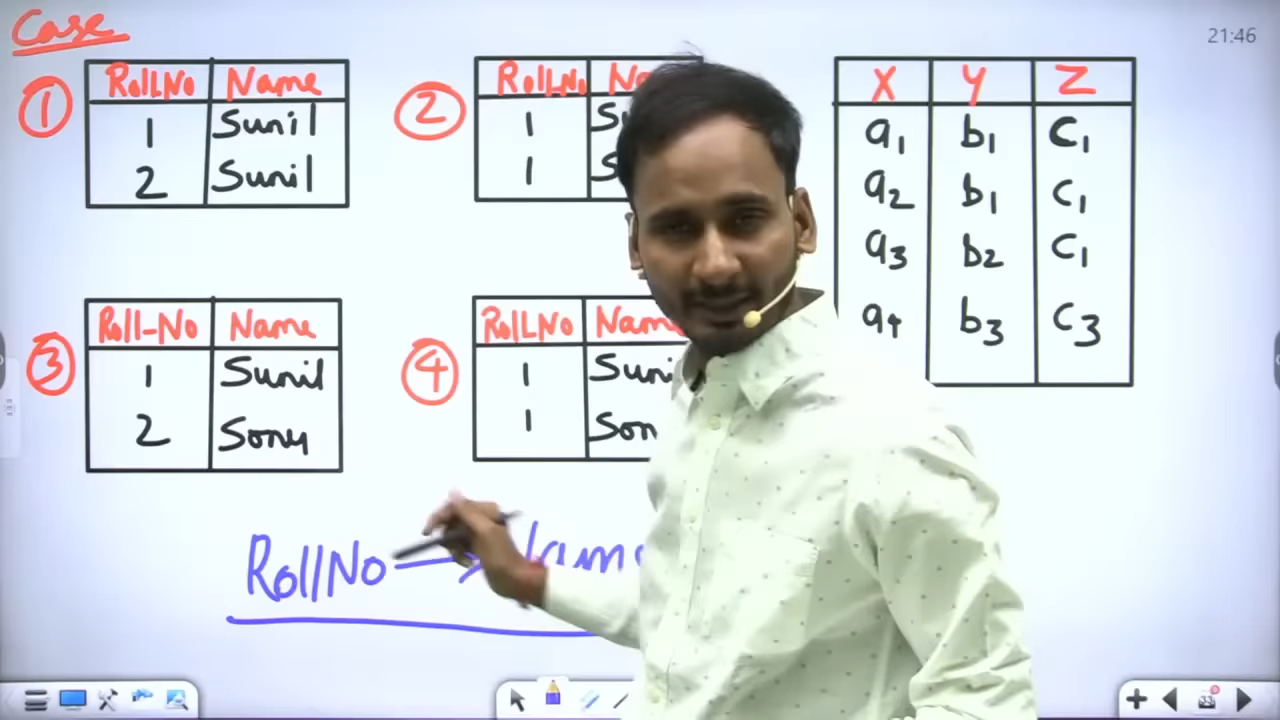 Case
21:46
①
RollNo Name
1 Sunil
2 Sunil
②
RollNo
1
1
X Y Z
a1 b1 c1
a2 b1 c1
a3 b2 c1
a4 b3 c3
③
Roll-No Name
1 Sunil
2 Sony
④
RollNo
1
1
RollNo →
33